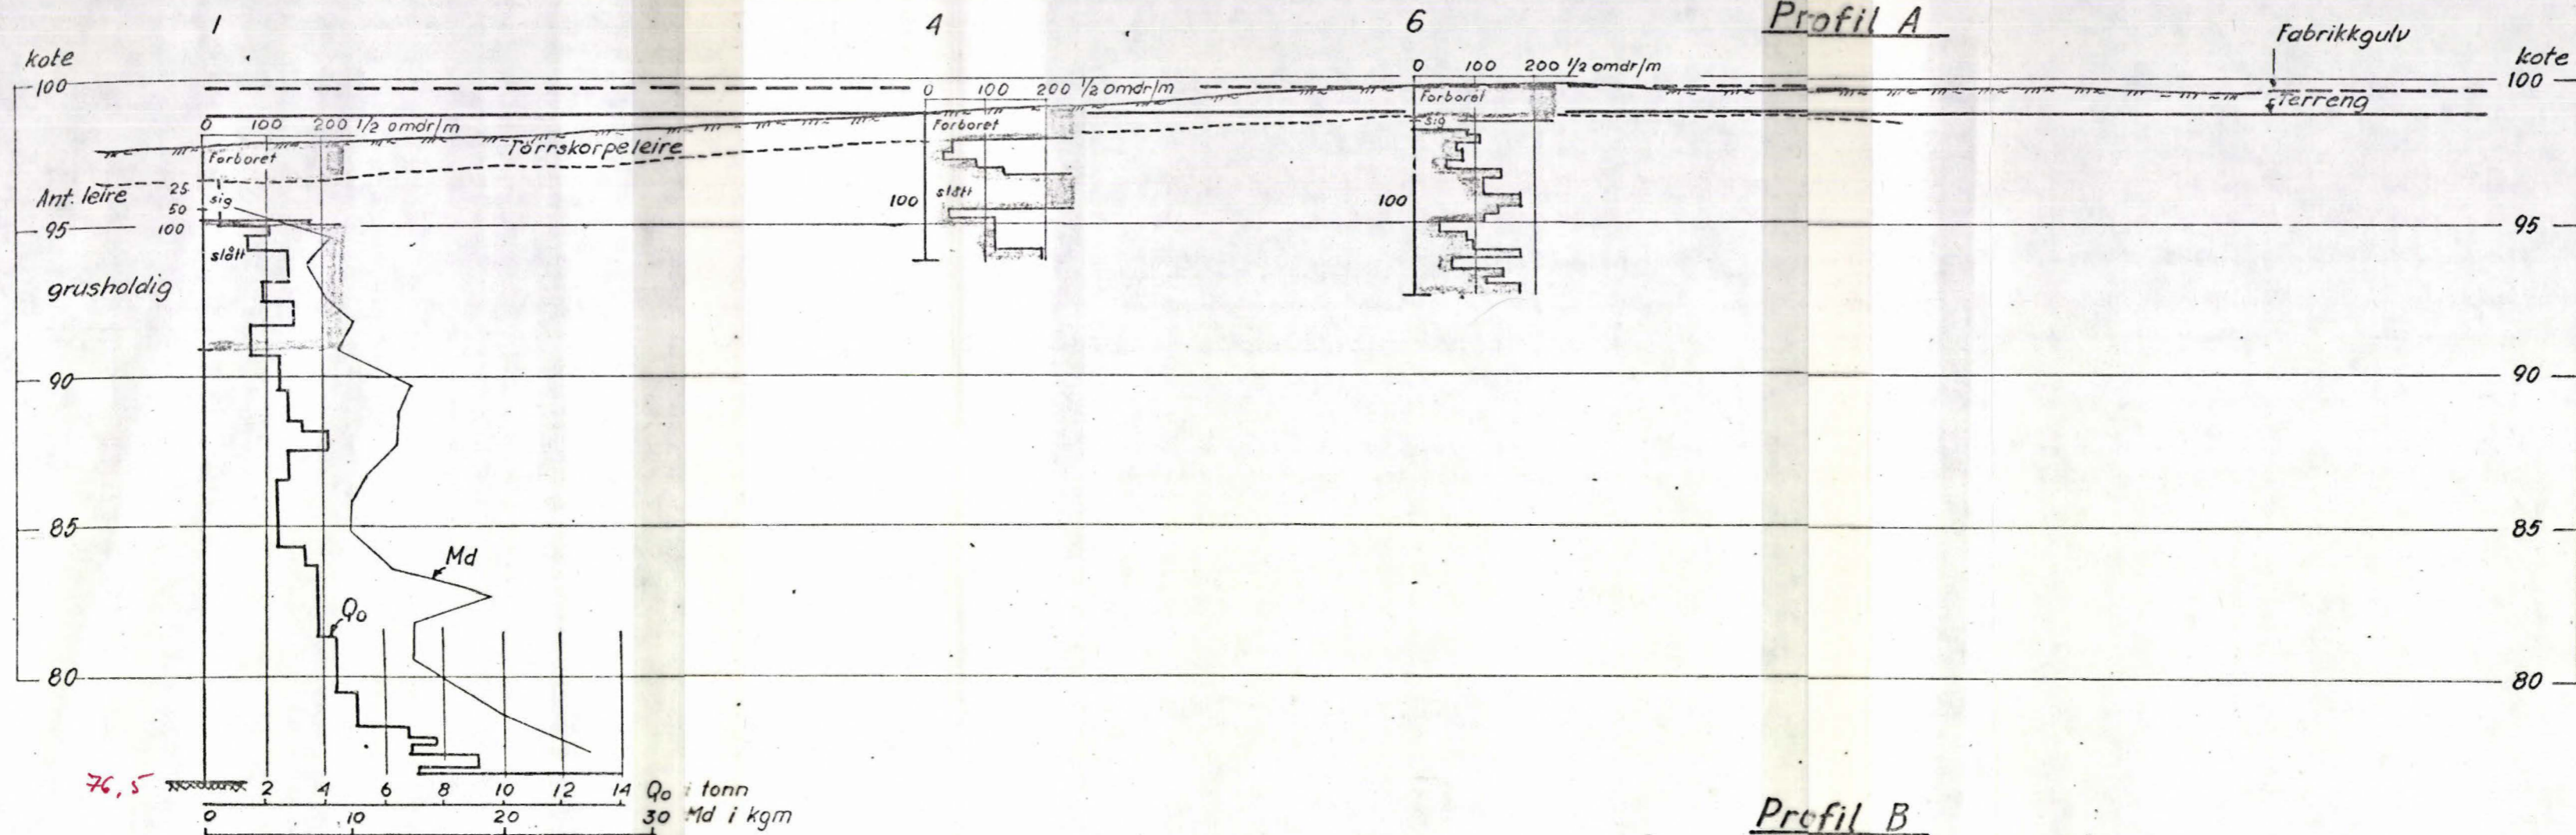 Profil A
1
4
6
kote
100
0 100 200 1/2 omdr/m
0 100 200 1/2 omdr/m
0 100 200 1/2 omdr/m
Fabrikkgulv
kote
100
Terreng
Forboret
Forboret
Forboret
Törrskorpeleire
sig
Ant. leire
25
50
100
sig
slått
100
slått
100
95
95
grusholdig
90
90
85
85
Md
Qo
80
80
76,5
2 4 6 8 10 12 14 Qo i tonn
0 10 20 30 Md i kgm
Profil B